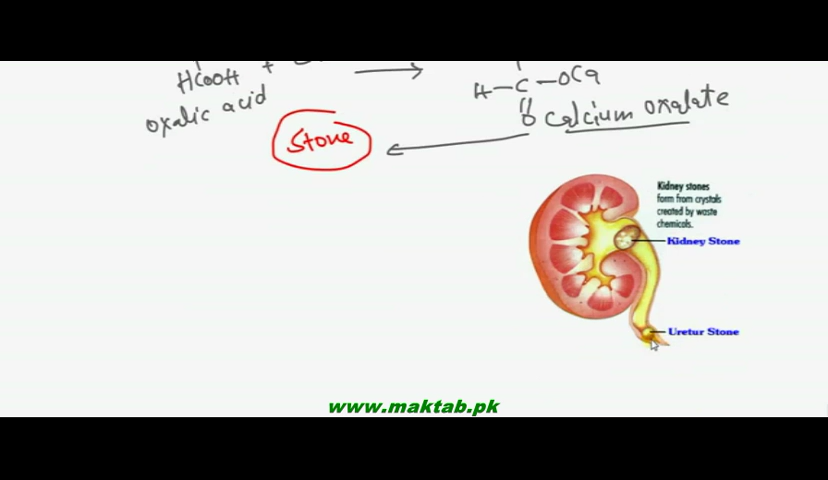 HCOOH +
H-C-OCa
O
oxalic acid
calcium oxalate
Stone
Kidney stones
form from crystals
created by waste
chemicals.
Kidney Stone
Uretur Stone
www.maktab.pk